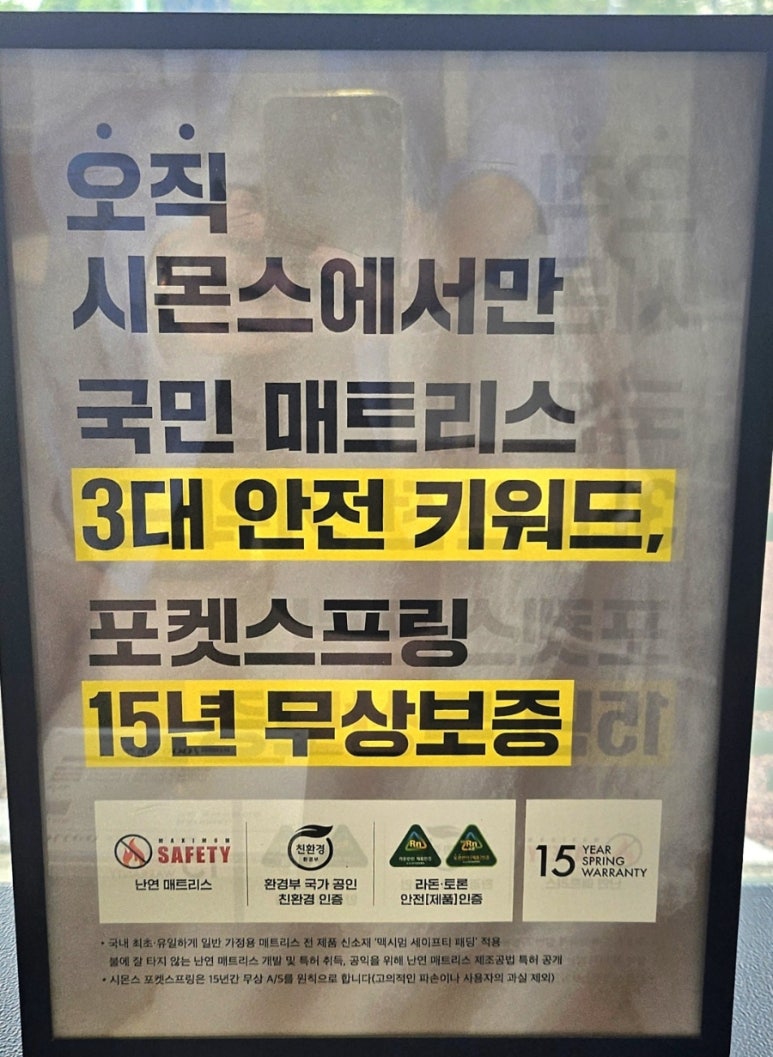 오직
시몬스에서만
국민 매트리스
3대 안전 키워드,
포켓스프링
15년 무상보증
MAXIMUM
SAFETY
난연 매트리스
친환경
환경부
환경부 국가 공인
친환경 인증
Rn
Rn
라돈·토론
안전[제품]인증
15 YEAR
SPRING
WARRANTY
• 국내 최초·유일하게 일반 가정용 매트리스 전 제품 신소재 '맥시멈 세이프티 패딩' 적용
불에 잘 타지 않는 난연 매트리스 개발 및 특허 취득, 공익을 위해 난연 매트리스 제조공법 특허 공개
• 시몬스 포켓스프링은 15년간 무상 A/S를 원칙으로 합니다(고의적인 파손이나 사용자의 과실 제외)